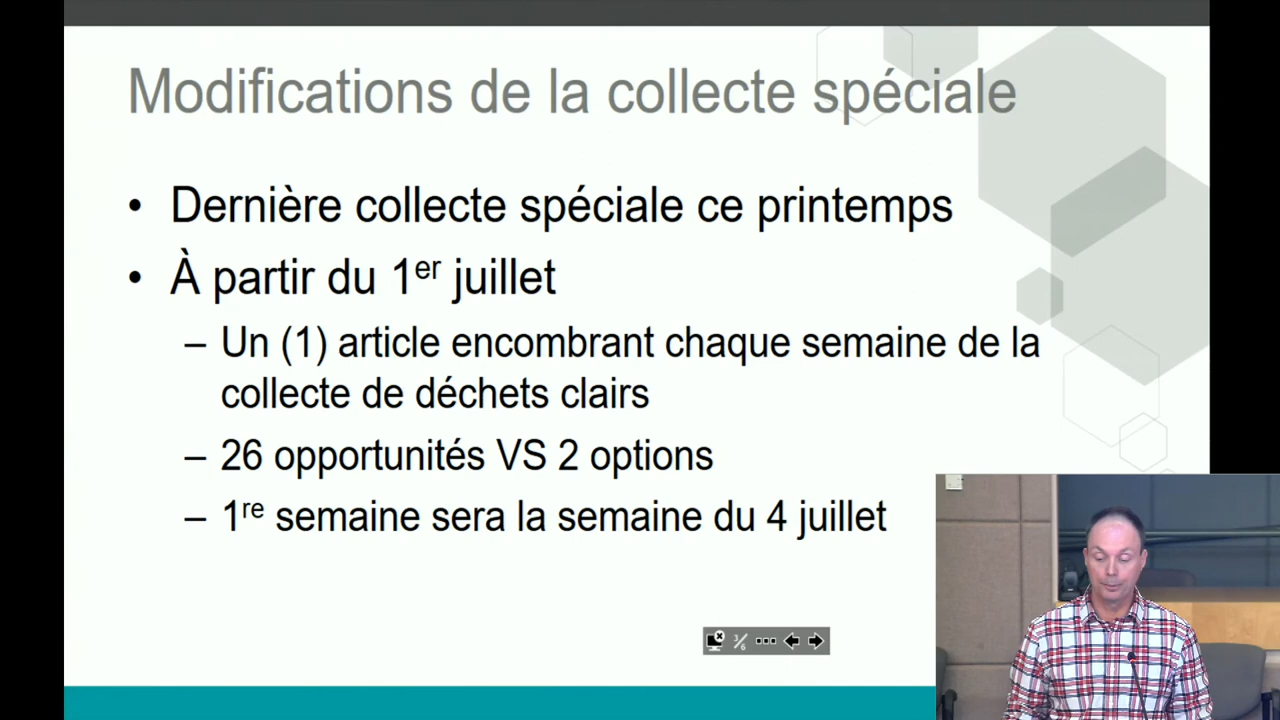 Modifications de la collecte spéciale
• Dernière collecte spéciale ce printemps
• À partir du 1er juillet
– Un (1) article encombrant chaque semaine de la
collecte de déchets clairs
– 26 opportunités VS 2 options
– 1re semaine sera la semaine du 4 juillet
3/6